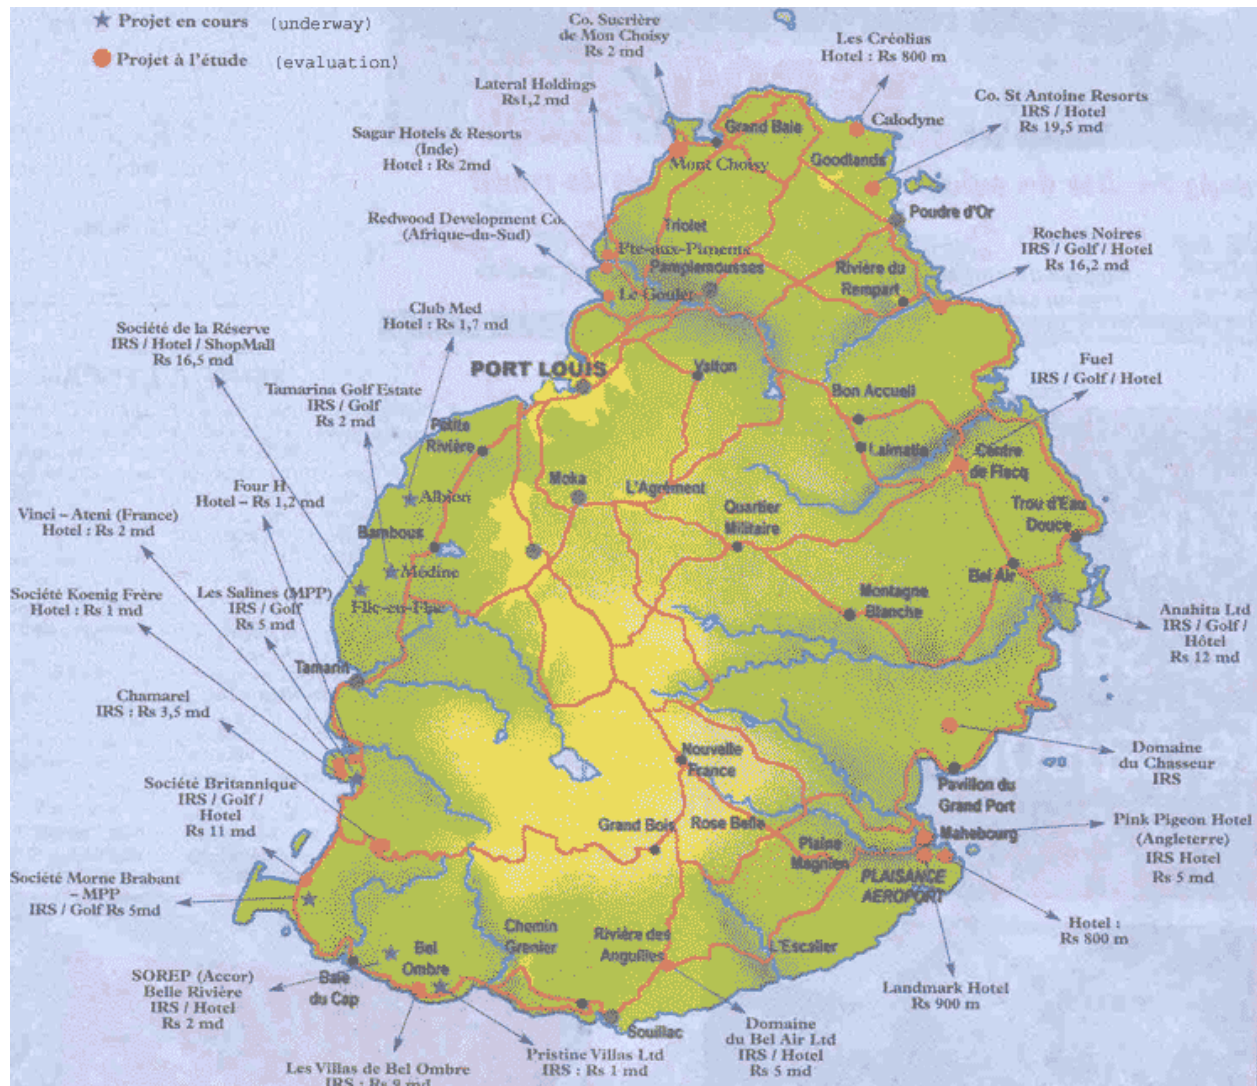 Projet en cours (underway)
Projet à l'étude (evaluation)
Co. Sucrière
de Mon Choisy
Rs 2 md
Les Créolias
Hotel : Rs 800 m
Lateral Holdings
Rs1,2 md
Co. St Antoine Resorts
IRS / Hotel
Rs 19,5 md
Sagar Hotels & Resorts
(Inde)
Hotel : Rs 2md
Grand Baie
Calodyne
Mont Choisy
Goodlands
Redwood Development Co.
(Afrique-du-Sud)
Triolet
Poudre d'Or
Pte-aux-Piments
Pamplemousses
Roches Noires
IRS / Golf / Hotel
Rs 16,2 md
Rivière du
Rempart
Le Goulet
Club Med
Hotel : Rs 1,7 md
Société de la Réserve
IRS / Hotel / ShopMall
Rs 16,5 md
PORT LOUIS
Valton
Fuel
IRS / Golf / Hotel
Tamarina Golf Estate
IRS / Golf
Rs 2 md
Bon Accueil
Petite
Rivière
Lalmatie
Centre
de Flacq
Four H
Hotel – Rs 1,2 md
Albion
Moka
L'Agrément
Quartier
Militaire
Trou d'Eau
Douce
Vinci – Ateni (France)
Hotel : Rs 2 md
Bambous
Médine
Bel Air
Société Koenig Frère
Hotel : Rs 1 md
Les Salines (MPP)
IRS / Golf
Rs 5 md
Flic-en-Flac
Montagne
Blanche
Anahita Ltd
IRS / Golf /
Hôtel
Rs 12 md
Tamarin
Chamarel
IRS : Rs 3,5 md
Nouvelle
France
Domaine
du Chasseur
IRS
Société Britannique
IRS / Golf /
Hotel
Rs 11 md
Pavillon du
Grand Port
Grand Bois
Rose Belle
Plaine
Magnien
Mahebourg
Pink Pigeon Hotel
(Angleterre)
IRS Hotel
Rs 5 md
PLAISANCE
AEROPORT
Société Morne Brabant
– MPP
IRS / Golf Rs 5md
Hotel :
Rs 800 m
Chemin
Grenier
Rivière des
Anguilles
L'Escalier
Bel
Ombre
Baie
du Cap
SOREP (Accor)
Belle Rivière
IRS / Hotel
Rs 2 md
Landmark Hotel
Rs 900 m
Souillac
Domaine
du Bel Air Ltd
IRS / Hotel
Rs 5 md
Pristine Villas Ltd
IRS : Rs 1 md
Les Villas de Bel Ombre
IRS : Rs 9 md